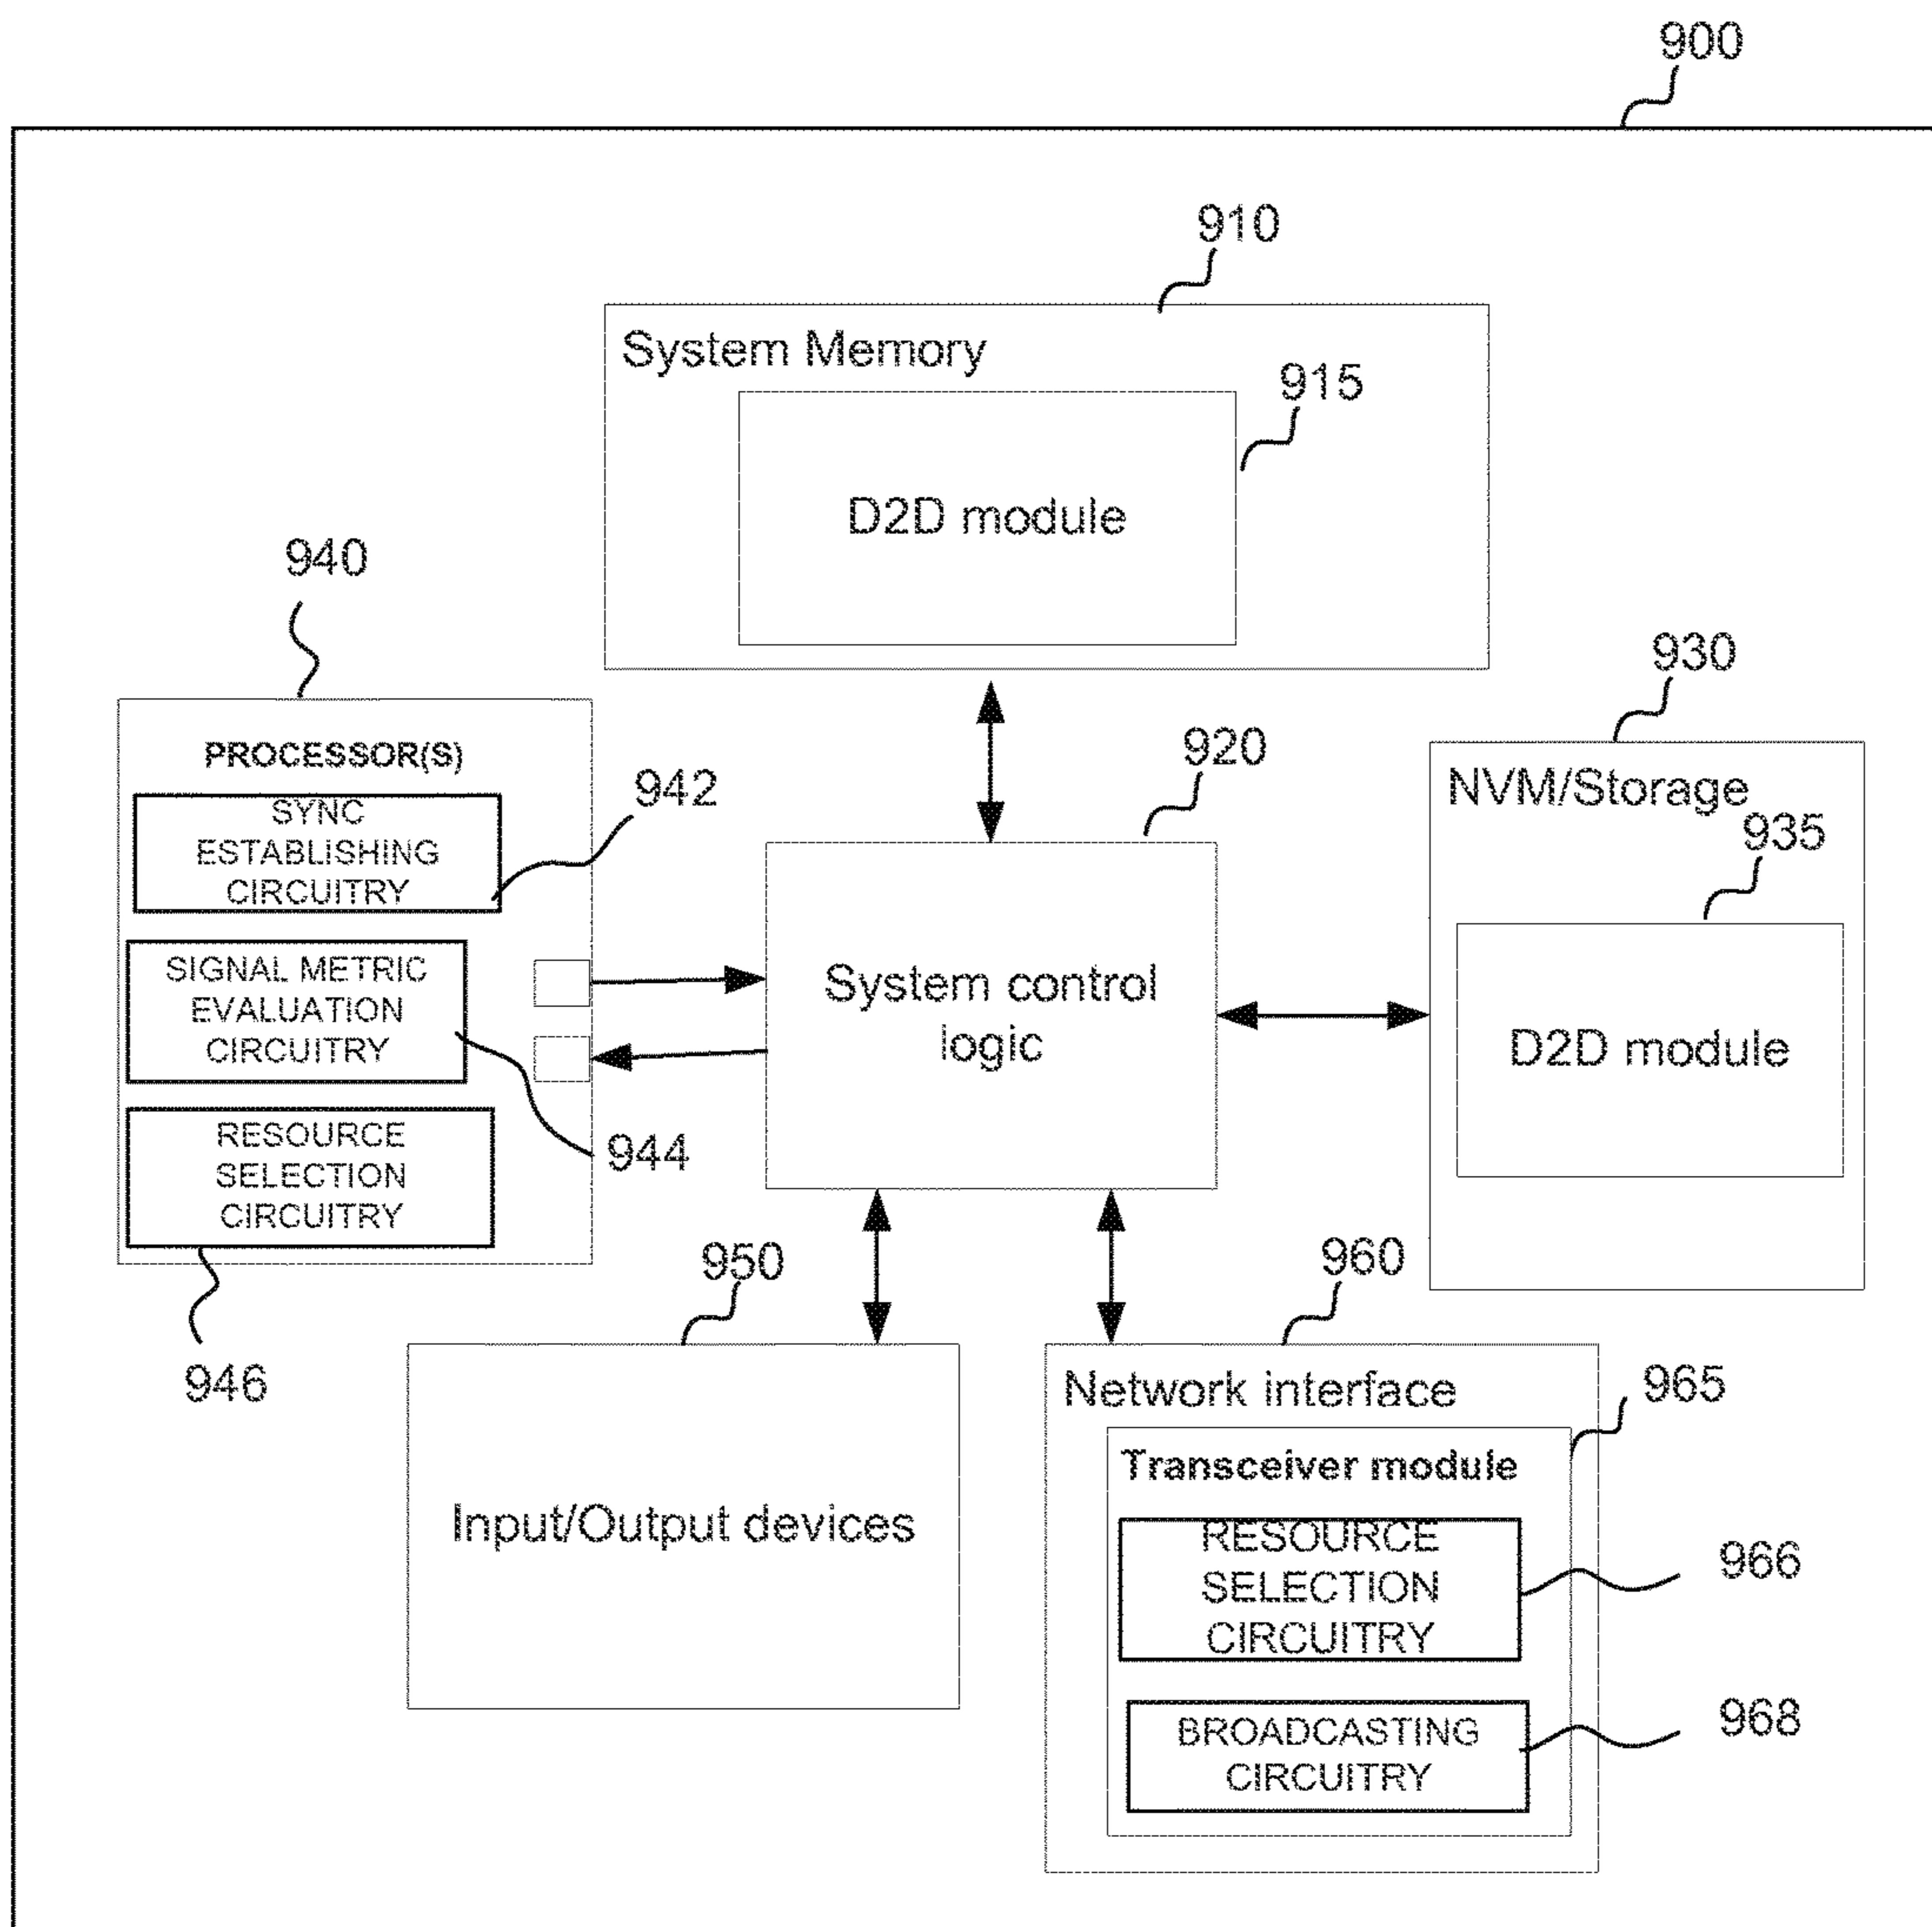 900
910
System Memory
915
D2D module
940
930
PROCESSOR(S)
920
942
NVM/Storage
SYNC
ESTABLISHING
CIRCUITRY
935
SIGNAL METRIC
EVALUATION
CIRCUITRY
System control
logic
D2D module
944
RESOURCE
SELECTION
CIRCUITRY
950
960
946
Network interface
965
Transceiver module
Input/Output devices
RESOURCE
SELECTION
CIRCUITRY
966
BROADCASTING
CIRCUITRY
968